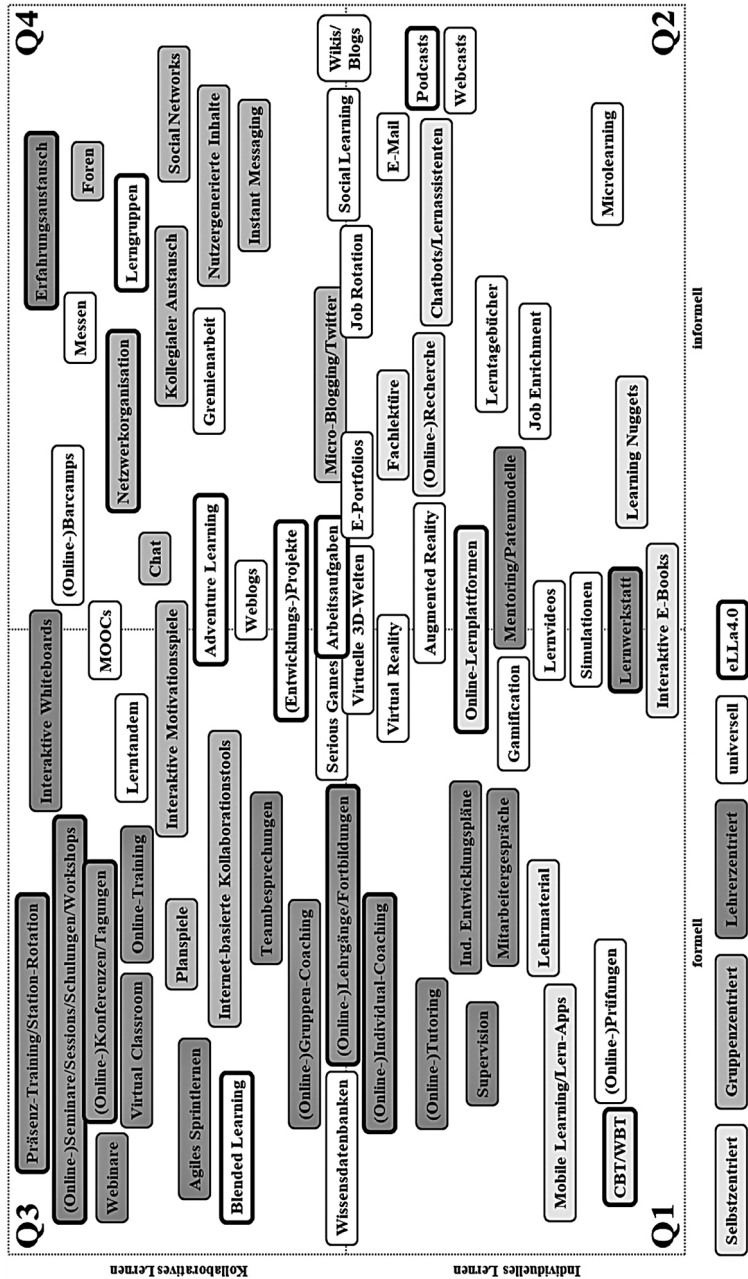 Q3
Q4
Präsenz-Training/Station-Rotation
Interaktive Whiteboards
Erfahrungsaustausch
(Online-)Seminare/Sessions/Schulungen/Workshops
(Online-)Barcamps
Messen
Foren
Webinare
(Online-)Konferenzen/Tagungen
MOOCs
Netzwerkorganisation
Lerngruppen
Virtual Classroom
Online-Training
Lerntandem
Chat
Kollegialer Austausch
Social Networks
Planspiele
Interaktive Motivationsspiele
Agiles Sprintlernen
Adventure Learning
Gremienarbeit
Nutzergenerierte Inhalte
Blended Learning
Internet-basierte Kollaborationstools
Weblogs
Instant Messaging
Teambesprechungen
(Entwicklungs-)Projekte
(Online-)Gruppen-Coaching
Micro-Blogging/Twitter
Wissensdatenbanken
(Online-)Lehrgänge/Fortbildungen
Serious Games
Arbeitsaufgaben
Virtuelle 3D-Welten
E-Portfolios
Job Rotation
Social Learning
Wikis/
Blogs
(Online-)Individual-Coaching
Virtual Reality
Fachlektüre
E-Mail
(Online-)Tutoring
Augmented Reality
(Online-)Recherche
Chatbots/Lernassistenten
Podcasts
Webcasts
Ind. Entwicklungspläne
Online-Lernplattformen
Supervision
Mitarbeitergespräche
Gamification
Mentoring/Patenmodelle
Lerntagebücher
Lehrmaterial
Lernvideos
Job Enrichment
Mobile Learning/Lern-Apps
Simulationen
(Online-)Prüfungen
Microlearning
CBT/WBT
Lernwerkstatt
Learning Nuggets
Interaktive E-Books
Q1
Q2
Kollaboratives Lernen
Individuelles Lernen
formell
informell
Selbstzentriert
Gruppenzentriert
Lehrerzentriert
universell
eLLa4.0